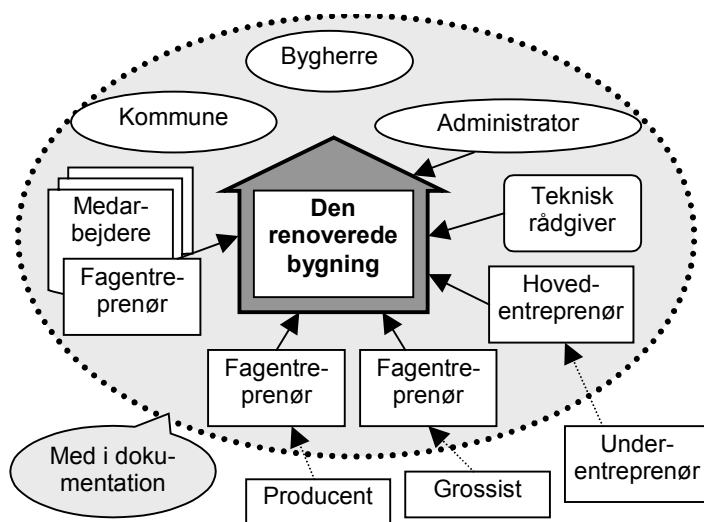 Bygherre
Kommune
Administrator
Medar-
bejdere
Den
renoverede
bygning
Teknisk
rådgiver
Fagentre-
prenør
Hoved-
entreprenør
Fagentre-
prenør
Fagentre-
prenør
Med i doku-
mentation
Under-
entreprenør
Producent
Grossist